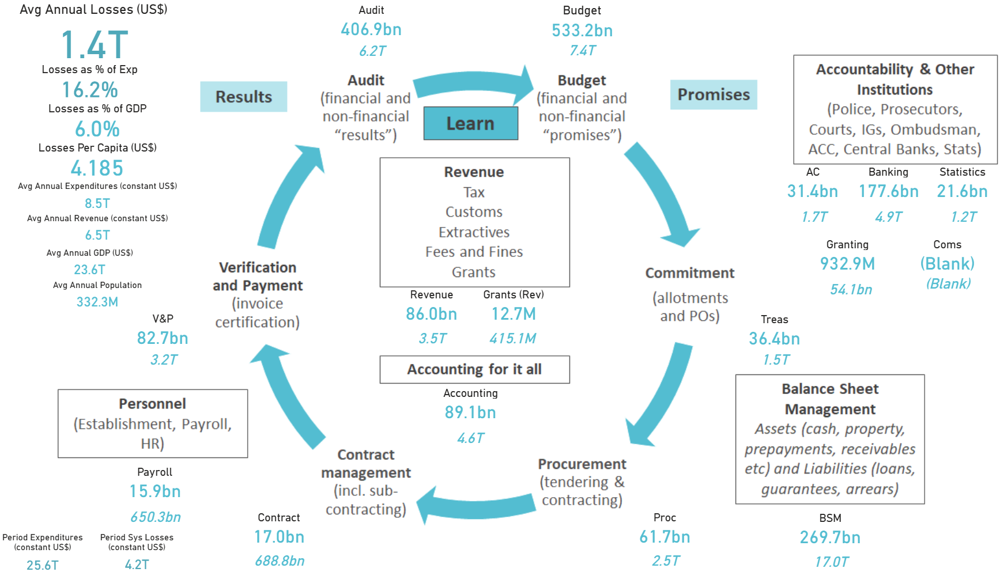 Avg Annual Losses (US$)
1.4T
Losses as % of Exp
16.2%
Losses as % of GDP
6.0%
Losses Per Capita (US$)
4.185
Avg Annual Expenditures (constant US$)
8.5T
Avg Annual Revenue (constant US$)
6.5T
Avg Annual GDP (US$)
23.6T
Avg Annual Population
332.3M
Results
Audit
406.9bn
6.2T
Audit
(financial and
non-financial
“results”)
Learn
Budget
533.2bn
7.4T
Budget
(financial and
non-financial
“promises”)
Promises
Accountability & Other
Institutions
(Police, Prosecutors,
Courts, IGs, Ombudsman,
ACC, Central Banks, Stats)
AC
31.4bn
1.7T
Banking
177.6bn
4.9T
Statistics
21.6bn
1.2T
Granting
932.9M
54.1bn
Coms
(Blank)
(Blank)
Revenue
Tax
Customs
Extractives
Fees and Fines
Grants
Revenue
86.0bn
3.5T
Grants (Rev)
12.7M
415.1M
Accounting for it all
Accounting
89.1bn
4.6T
Commitment
(allotments
and POs)
Treas
36.4bn
1.5T
Balance Sheet
Management
Assets (cash, property,
prepayments, receivables
etc) and Liabilities (loans,
guarantees, arrears)
BSM
269.7bn
17.0T
Procurement
(tendering &
contracting)
Proc
61.7bn
2.5T
Contract
management
(incl. sub-
contracting)
Contract
17.0bn
688.8bn
Verification
and Payment
(invoice
certification)
V&P
82.7bn
3.2T
Personnel
(Establishment, Payroll,
HR)
Payroll
15.9bn
650.3bn
Period Expenditures
(constant US$)
25.6T
Period Sys Losses
(constant US$)
4.2T